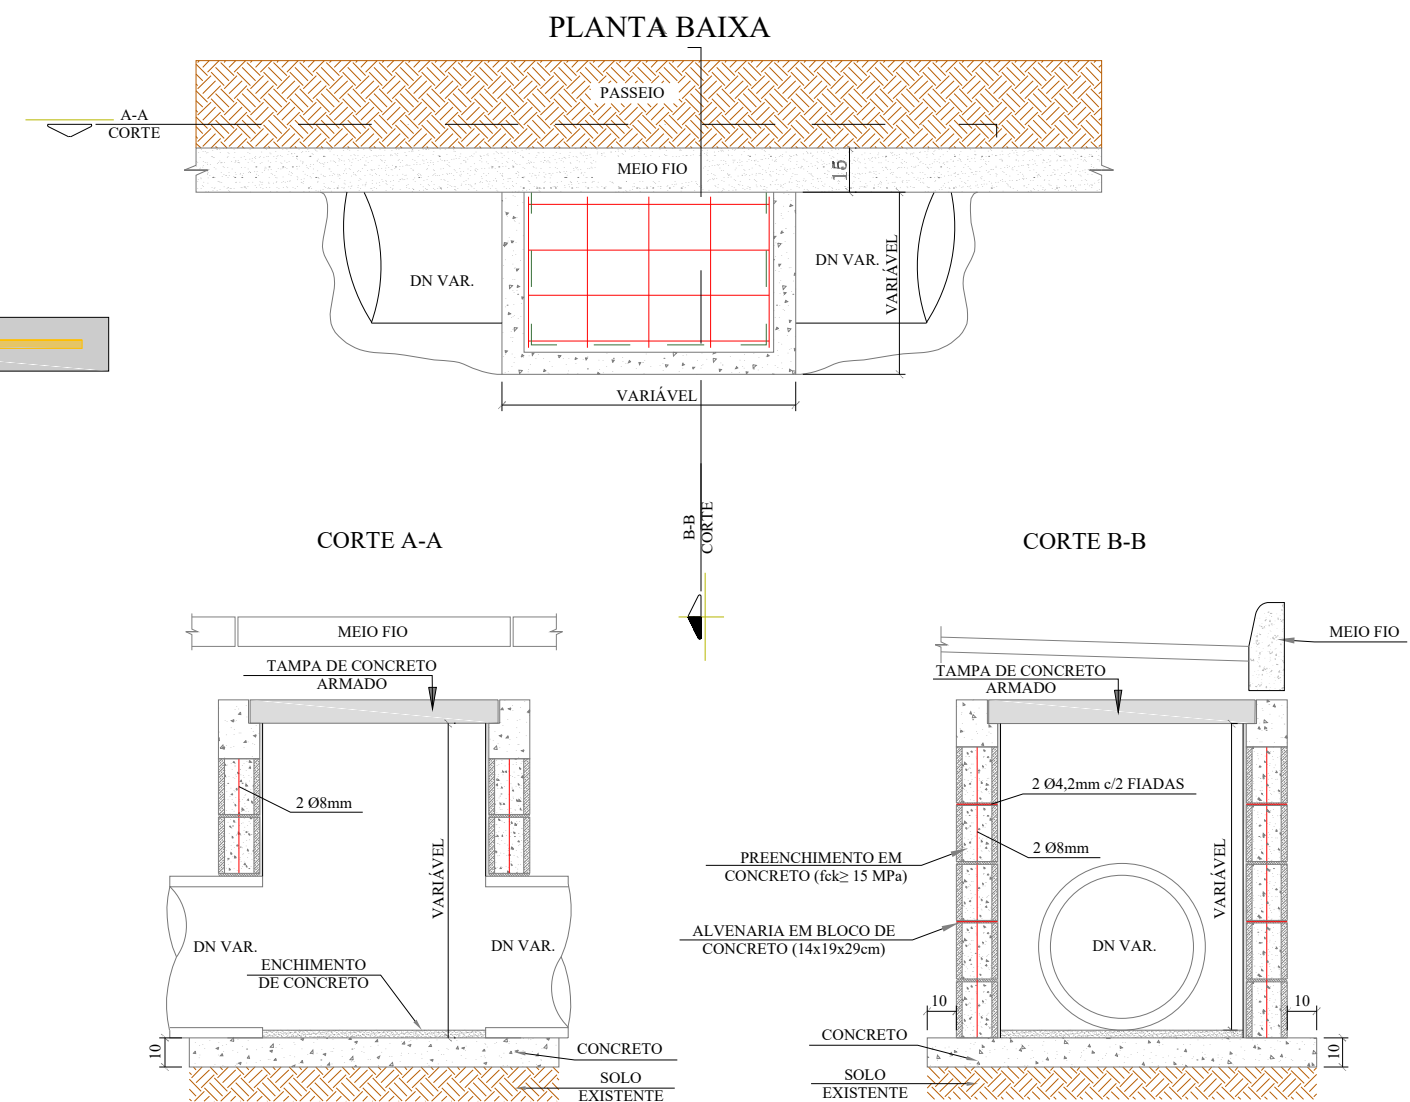 PLANTA BAIXA
PASSEIO
A-A
CORTE
MEIO FIO
15
DN VAR.
DN VAR.
VARIÁVEL
VARIÁVEL
B-B
CORTE
CORTE A-A
MEIO FIO
TAMPA DE CONCRETO
ARMADO
2 Ø8mm
VARIÁVEL
DN VAR.
DN VAR.
ENCHIMENTO
DE CONCRETO
10
CONCRETO
SOLO
EXISTENTE
CORTE B-B
MEIO FIO
TAMPA DE CONCRETO
ARMADO
2 Ø4,2mm c/2 FIADAS
2 Ø8mm
PREENCHIMENTO EM
CONCRETO (fck≥ 15 MPa)
VARIÁVEL
ALVENARIA EM BLOCO DE
CONCRETO (14x19x29cm)
DN VAR.
10
10
CONCRETO
10
SOLO
EXISTENTE